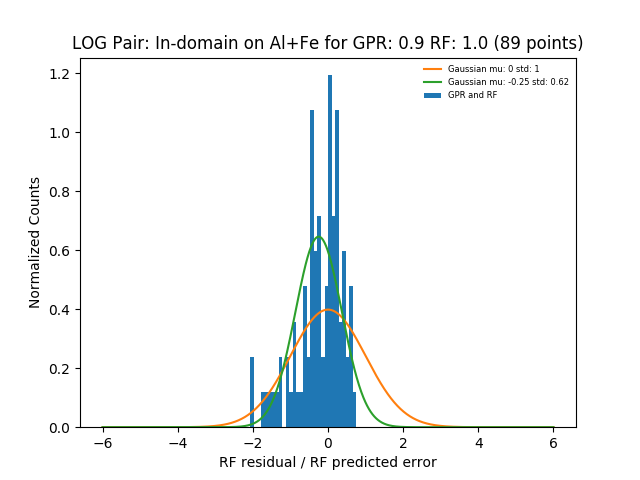 LOG Pair: In-domain on Al+Fe for GPR: 0.9 RF: 1.0 (89 points)
Gaussian mu: 0 std: 1
Gaussian mu: -0.25 std: 0.62
GPR and RF
Normalized Counts
1.2
1.0
0.8
0.6
0.4
0.2
0.0
−6 −4 −2 0 2 4 6
RF residual / RF predicted error